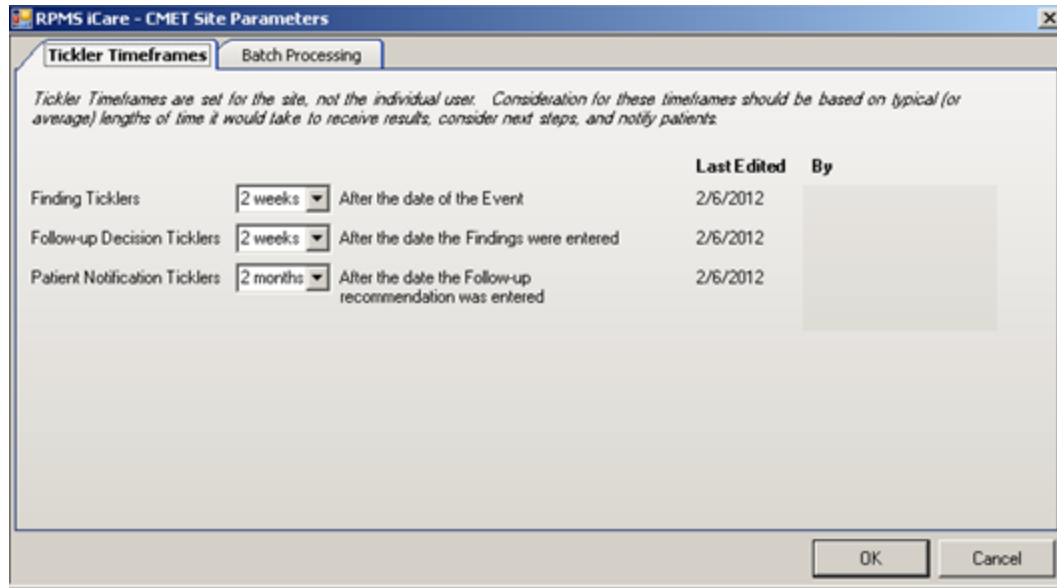 RPMS iCare - CMET Site Parameters
Tickler Timeframes Batch Processing
Tickler Timeframes are set for the site, not the individual user. Consideration for these timeframes should be based on typical (or
average) lengths of time it would take to receive results, consider next steps, and notify patients.
Last Edited By
Finding Ticklers 2 weeks After the date of the Event 2/6/2012
Follow-up Decision Ticklers 2 weeks After the date the Findings were entered 2/6/2012
Patient Notification Ticklers 2 months After the date the Follow-up 2/6/2012
recommendation was entered
OK Cancel